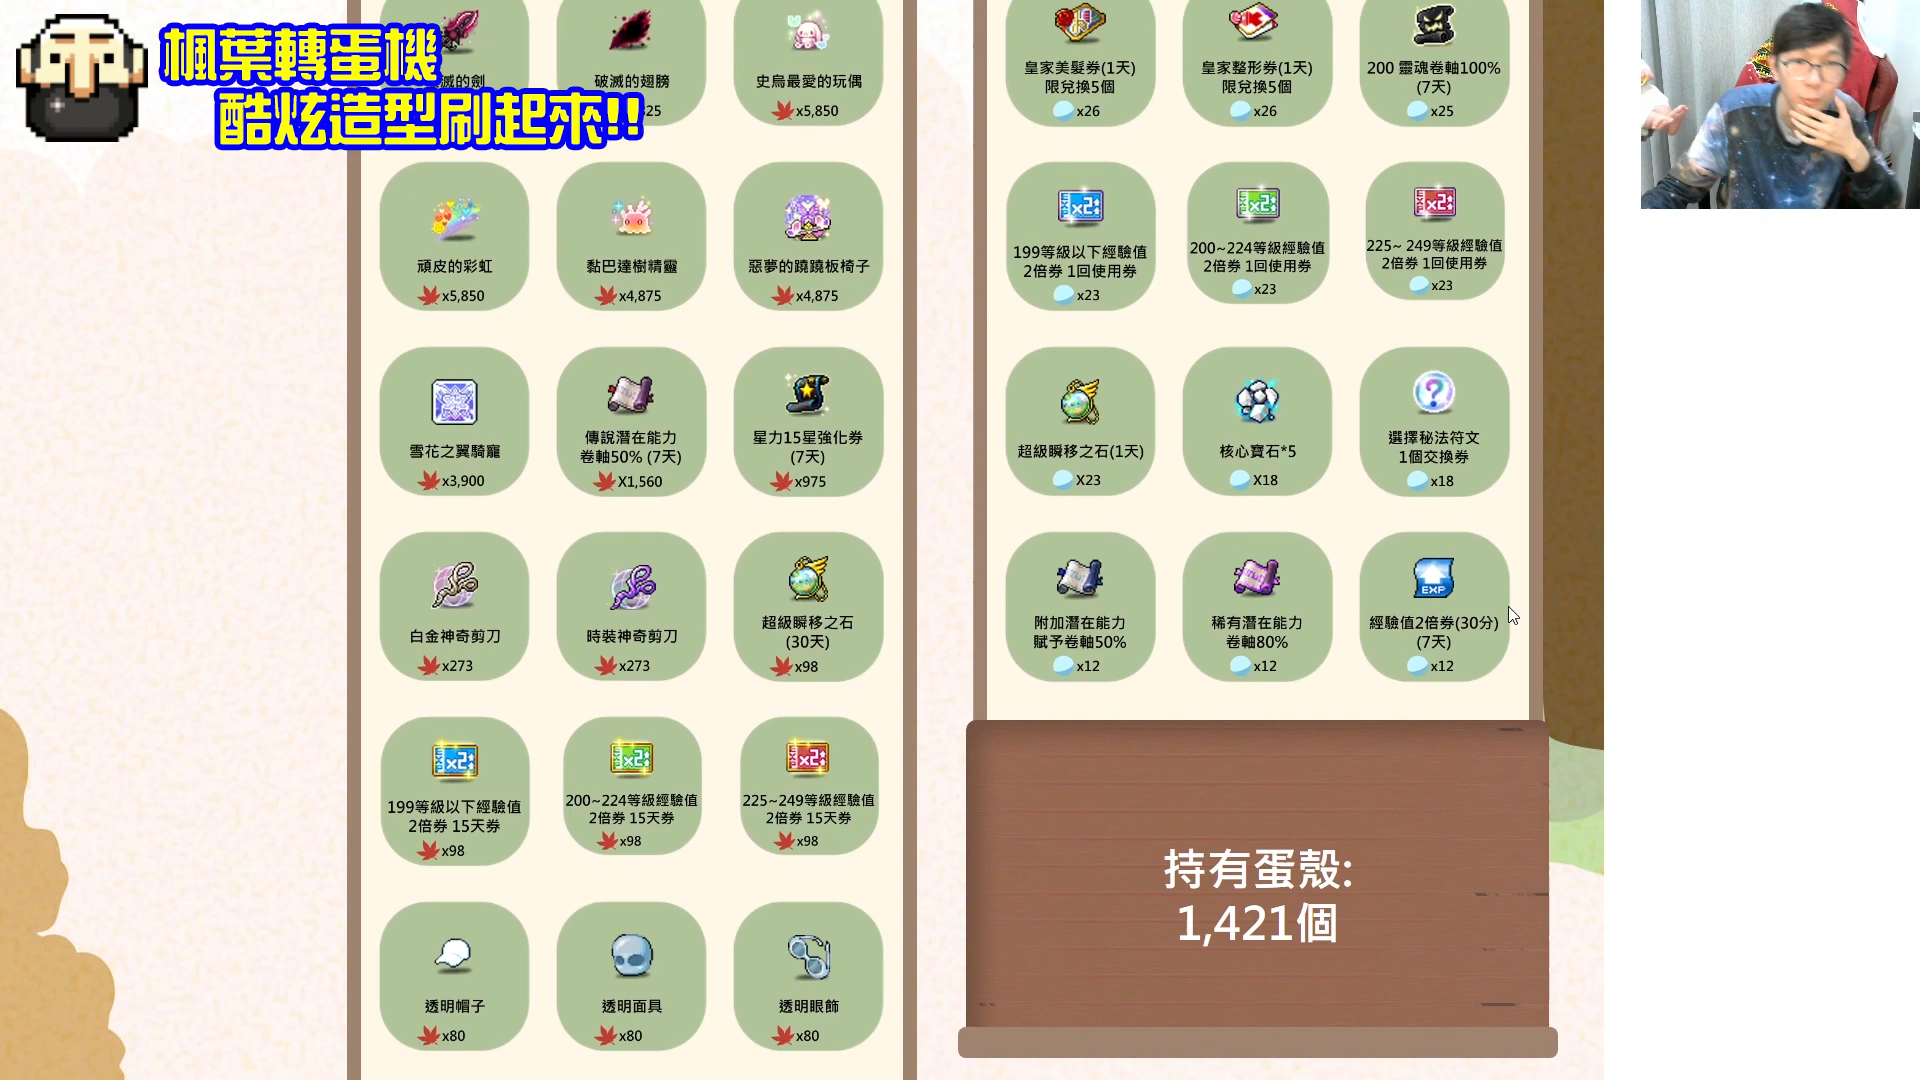 楓葉轉蛋機
酷炫造型刷起來!!
滅的劍
破滅的翅膀
25
史烏最愛的玩偶
x5,850
頑皮的彩虹
x5,850
黏巴達樹精靈
x4,875
惡夢的蹺蹺板椅子
x4,875
雪花之翼騎寵
x3,900
傳說潛在能力
卷軸50% (7天)
X1,560
星力15星強化券
(7天)
x975
白金神奇剪刀
x273
時裝神奇剪刀
x273
超級瞬移之石
(30天)
x98
199等級以下經驗值
2倍券 15天券
x98
200~224等級經驗值
2倍券 15天券
x98
225~249等級經驗值
2倍券 15天券
x98
透明帽子
x80
透明面具
x80
透明眼飾
x80
皇家美髮券(1天)
限兌換5個
x26
皇家整形券(1天)
限兌換5個
x26
200 靈魂卷軸100%
(7天)
x25
199等級以下經驗值
2倍券 1回使用券
x23
200~224等級經驗值
2倍券 1回使用券
x23
225~ 249等級經驗值
2倍券 1回使用券
x23
超級瞬移之石(1天)
X23
核心寶石*5
X18
選擇秘法符文
1個交換券
x18
附加潛在能力
賦予卷軸50%
x12
稀有潛在能力
卷軸80%
x12
EXP
經驗值2倍券(30分)
(7天)
x12
持有蛋殼:
1,421個